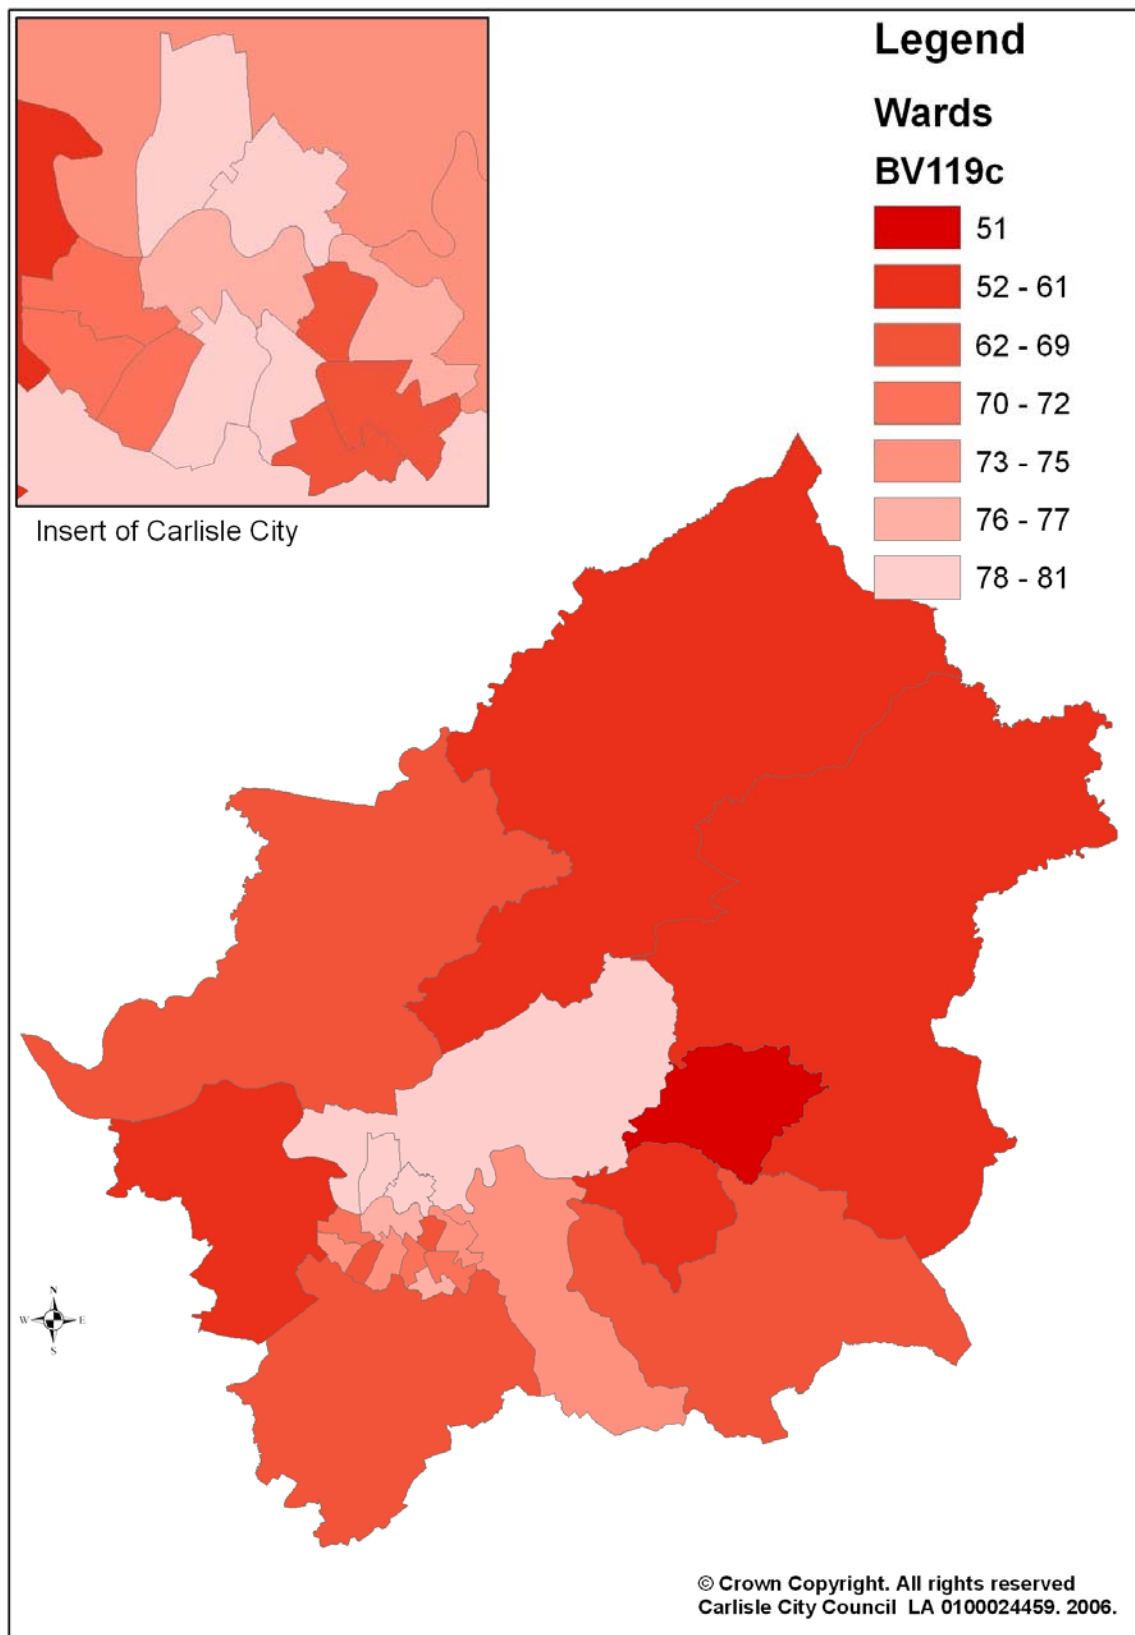 Legend
Wards
BV119c
51
52 - 61
62 - 69
70 - 72
73 - 75
76 - 77
78 - 81
Insert of Carlisle City
N
W E
S
© Crown Copyright. All rights reserved
Carlisle City Council LA 0100024459. 2006.